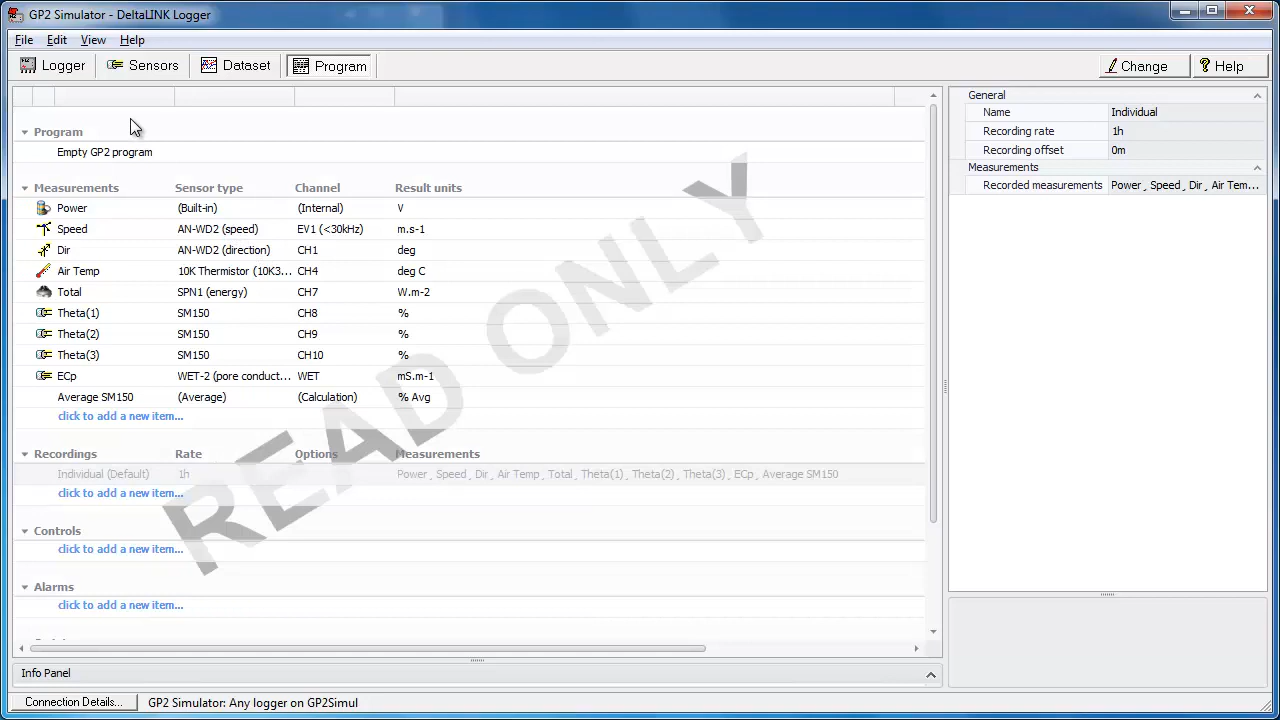 GP2 Simulator - DeltaLINK Logger
File Edit View Help
Logger Sensors Dataset Program Change Help
Program
Empty GP2 program
Measurements Sensor type Channel Result units
Power (Built-in) (Internal) V
Speed AN-WD2 (speed) EV1 (<30kHz) m.s-1
Dir AN-WD2 (direction) CH1 deg
Air Temp 10K Thermistor (10K3... CH4 deg C
Total SPN1 (energy) CH7 W.m-2
Theta(1) SM150 CH8 %
Theta(2) SM150 CH9 %
Theta(3) SM150 CH10 %
ECp WET-2 (pore conduct... WET mS.m-1
Average SM150 (Average) (Calculation) % Avg
click to add a new item...
Recordings Rate Options Measurements
Individual (Default) 1h Power, Speed, Dir, Air Temp, Total, Theta(1), Theta(2), Theta(3), ECp, Average SM150
click to add a new item...
Controls
click to add a new item...
Alarms
click to add a new item...
READ ONLY
General
Name Individual
Recording rate 1h
Recording offset 0m
Measurements
Recorded measurements Power, Speed, Dir, Air Tem...
Info Panel
Connection Details... GP2 Simulator: Any logger on GP2Simul